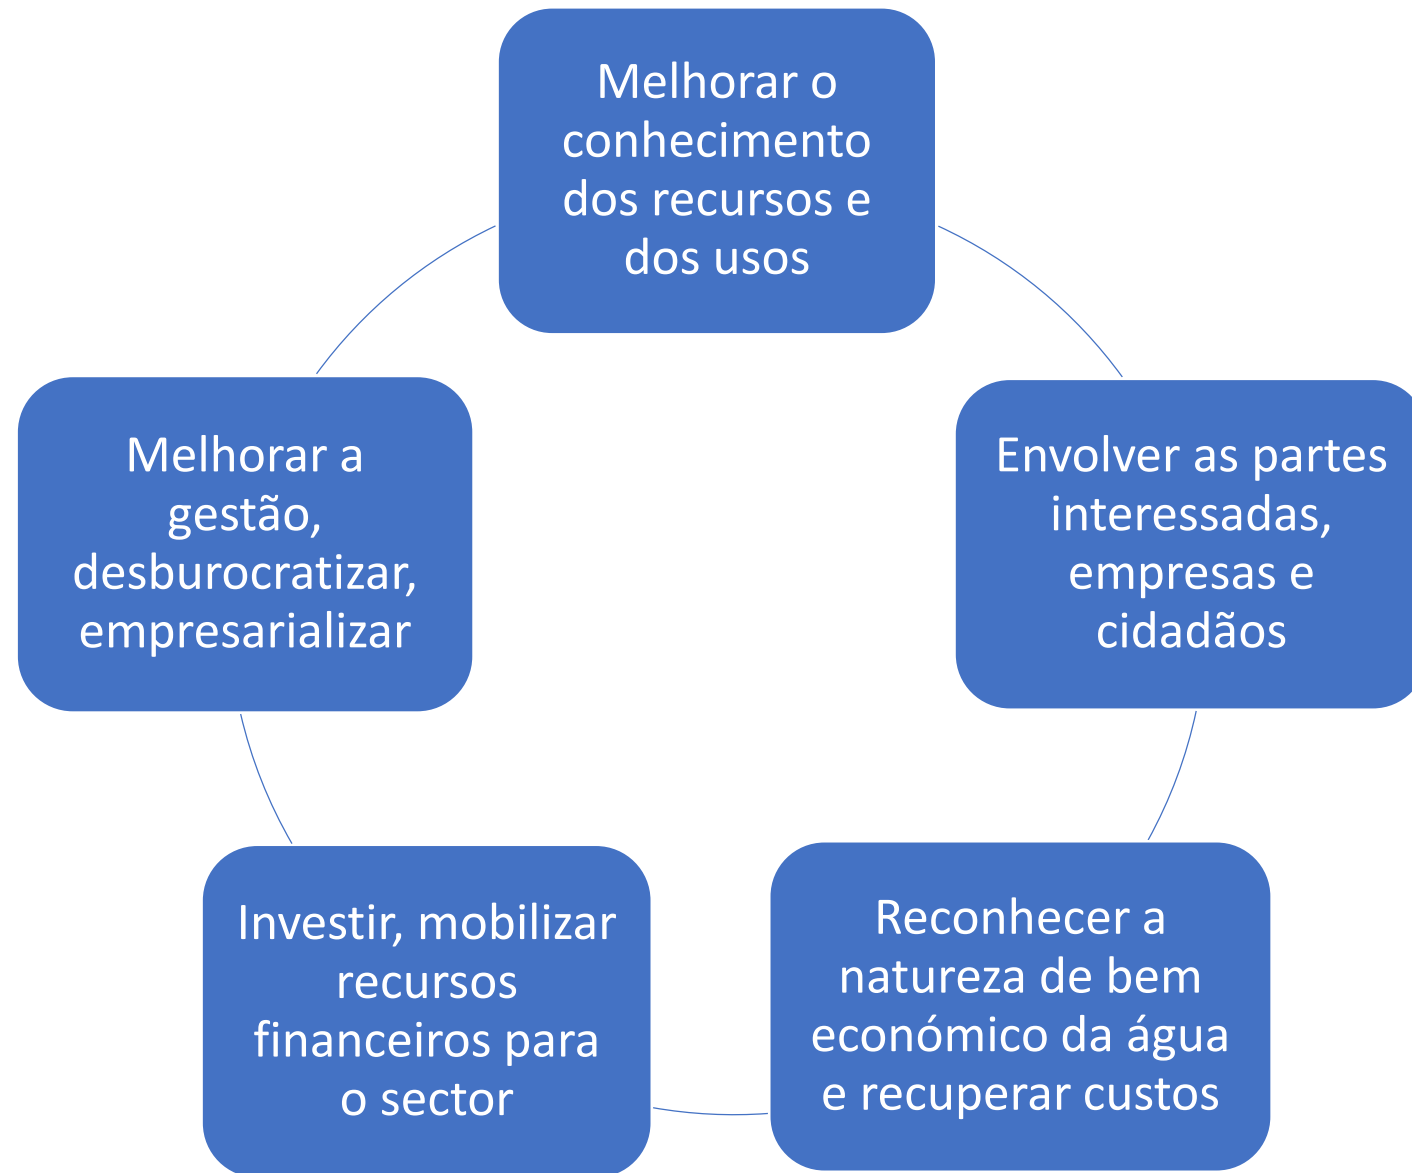 Melhorar o
conhecimento
dos recursos e
dos usos
Envolver as partes
interessadas,
empresas e
cidadãos
Reconhecer a
natureza de bem
económico da água
e recuperar custos
Investir, mobilizar
recursos
financeiros para
o sector
Melhorar a
gestão,
desburocratizar,
empresarializar